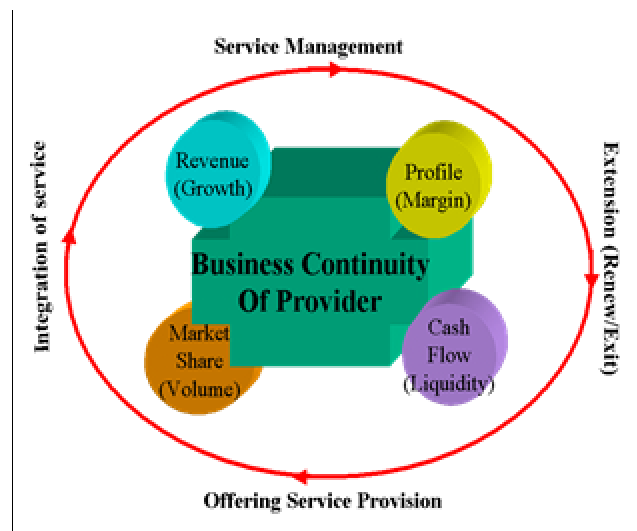 Service Management
Revenue
(Growth)
Profile
(Margin)
Integration of service
Extension (Renew/Exit)
Business Continuity
Of Provider
Market
Share
(Volume)
Cash
Flow
(Liquidity)
Offering Service Provision